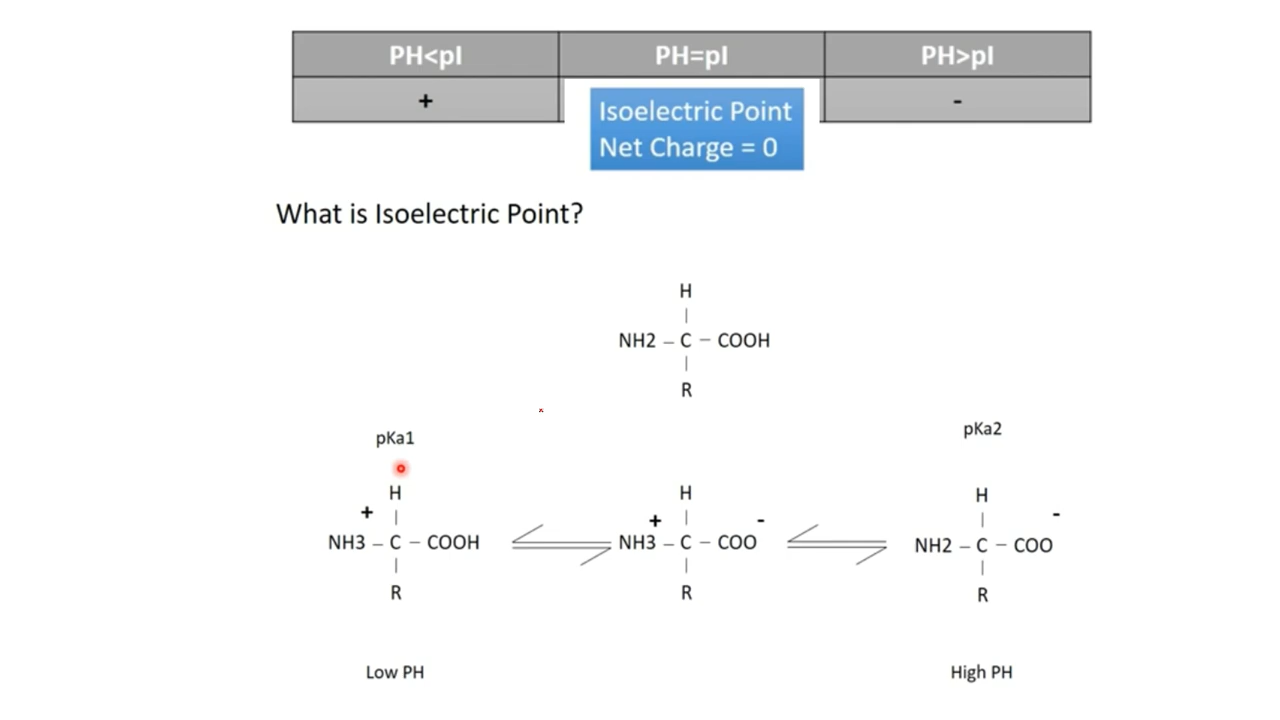 PH<pI PH=pI PH>pI
+ Isoelectric Point -
Net Charge = 0
What is Isoelectric Point?
H
|
NH2 – C – COOH
|
R
pKa1 pKa2
H H H
+ | + | - | -
NH3 – C – COOH NH3 – C – COO NH2 – C – COO
| | |
R R R
Low PH High PH